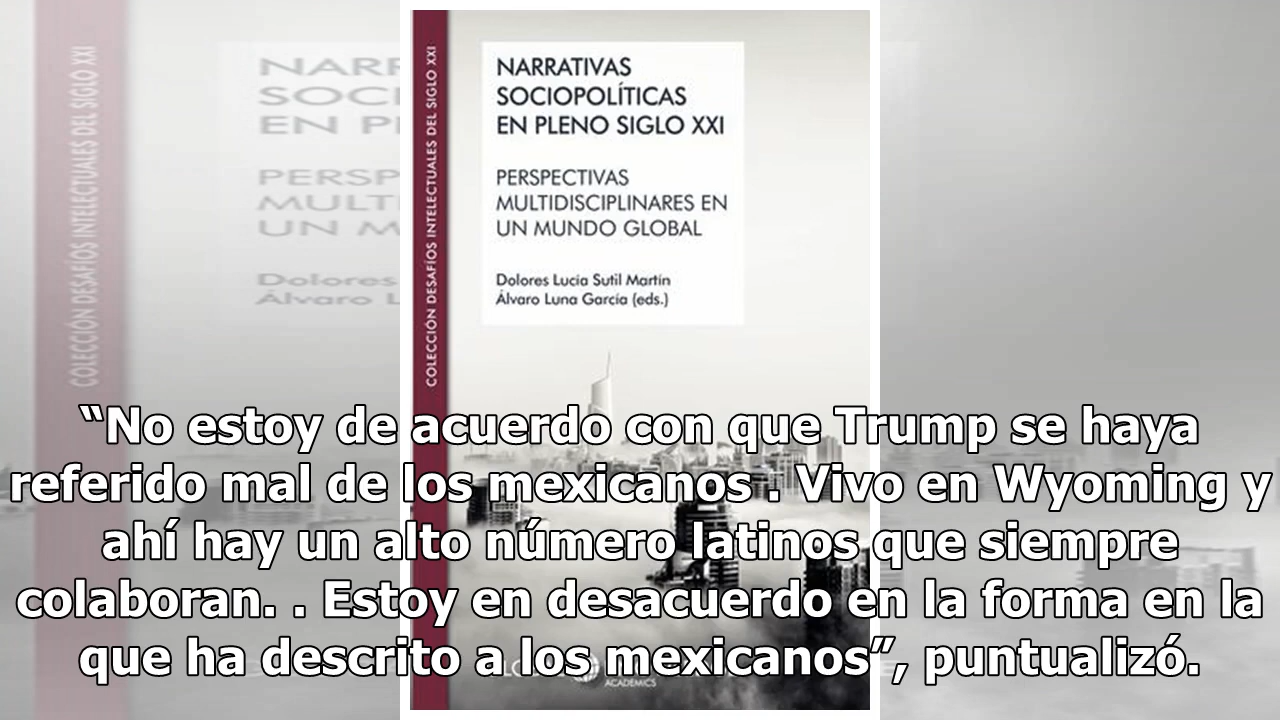 COLECCIÓN DESAFÍOS INTELECTUALES DEL SIGLO XXI
NARRATIVAS
SOCIOPOLÍTICAS
EN PLENO SIGLO XXI
PERSPECTIVAS
MULTIDISCIPLINARES EN
UN MUNDO GLOBAL
Dolores Lucía Sutil Martín
Álvaro Luna García (eds.)
“No estoy de acuerdo con que Trump se haya
referido mal de los mexicanos . Vivo en Wyoming y
ahí hay un alto número latinos que siempre
colaboran. . Estoy en desacuerdo en la forma en la
que ha descrito a los mexicanos”, puntualizó.
ACADEMICS